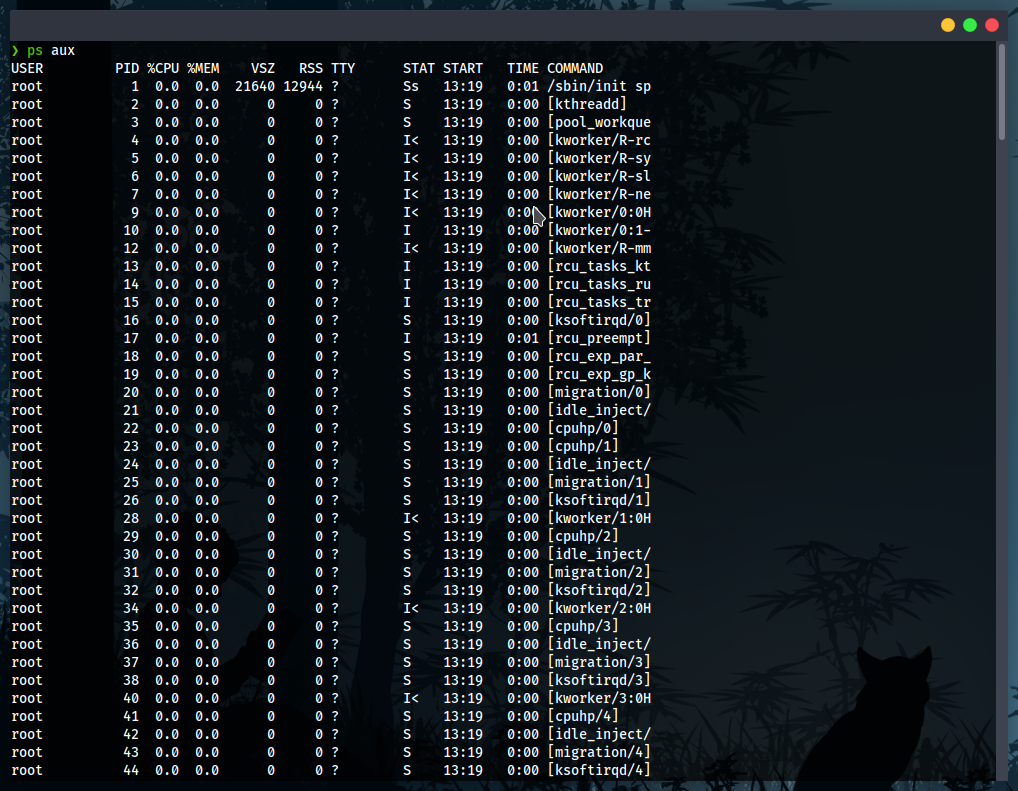 ❯ ps aux
USER         PID %CPU %MEM    VSZ   RSS TTY      STAT START   TIME COMMAND
root           1  0.0  0.0  21640 12944 ?        Ss   13:19   0:01 /sbin/init sp
root           2  0.0  0.0      0     0 ?        S    13:19   0:00 [kthreadd]
root           3  0.0  0.0      0     0 ?        S    13:19   0:00 [pool_workque
root           4  0.0  0.0      0     0 ?        I<   13:19   0:00 [kworker/R-rc
root           5  0.0  0.0      0     0 ?        I<   13:19   0:00 [kworker/R-sy
root           6  0.0  0.0      0     0 ?        I<   13:19   0:00 [kworker/R-sl
root           7  0.0  0.0      0     0 ?        I<   13:19   0:00 [kworker/R-ne
root           9  0.0  0.0      0     0 ?        I<   13:19   0:00 [kworker/0:0H
root          10  0.0  0.0      0     0 ?        I    13:19   0:00 [kworker/0:1-
root          12  0.0  0.0      0     0 ?        I<   13:19   0:00 [kworker/R-mm
root          13  0.0  0.0      0     0 ?        I    13:19   0:00 [rcu_tasks_kt
root          14  0.0  0.0      0     0 ?        I    13:19   0:00 [rcu_tasks_ru
root          15  0.0  0.0      0     0 ?        I    13:19   0:00 [rcu_tasks_tr
root          16  0.0  0.0      0     0 ?        S    13:19   0:00 [ksoftirqd/0]
root          17  0.0  0.0      0     0 ?        I    13:19   0:01 [rcu_preempt]
root          18  0.0  0.0      0     0 ?        S    13:19   0:00 [rcu_exp_par_
root          19  0.0  0.0      0     0 ?        S    13:19   0:00 [rcu_exp_gp_k
root          20  0.0  0.0      0     0 ?        S    13:19   0:00 [migration/0]
root          21  0.0  0.0      0     0 ?        S    13:19   0:00 [idle_inject/
root          22  0.0  0.0      0     0 ?        S    13:19   0:00 [cpuhp/0]
root          23  0.0  0.0      0     0 ?        S    13:19   0:00 [cpuhp/1]
root          24  0.0  0.0      0     0 ?        S    13:19   0:00 [idle_inject/
root          25  0.0  0.0      0     0 ?        S    13:19   0:00 [migration/1]
root          26  0.0  0.0      0     0 ?        S    13:19   0:00 [ksoftirqd/1]
root          28  0.0  0.0      0     0 ?        I<   13:19   0:00 [kworker/1:0H
root          29  0.0  0.0      0     0 ?        S    13:19   0:00 [cpuhp/2]
root          30  0.0  0.0      0     0 ?        S    13:19   0:00 [idle_inject/
root          31  0.0  0.0      0     0 ?        S    13:19   0:00 [migration/2]
root          32  0.0  0.0      0     0 ?        S    13:19   0:00 [ksoftirqd/2]
root          34  0.0  0.0      0     0 ?        I<   13:19   0:00 [kworker/2:0H
root          35  0.0  0.0      0     0 ?        S    13:19   0:00 [cpuhp/3]
root          36  0.0  0.0      0     0 ?        S    13:19   0:00 [idle_inject/
root          37  0.0  0.0      0     0 ?        S    13:19   0:00 [migration/3]
root          38  0.0  0.0      0     0 ?        S    13:19   0:00 [ksoftirqd/3]
root          40  0.0  0.0      0     0 ?        I<   13:19   0:00 [kworker/3:0H
root          41  0.0  0.0      0     0 ?        S    13:19   0:00 [cpuhp/4]
root          42  0.0  0.0      0     0 ?        S    13:19   0:00 [idle_inject/
root          43  0.0  0.0      0     0 ?        S    13:19   0:00 [migration/4]
root          44  0.0  0.0      0     0 ?        S    13:19   0:00 [ksoftirqd/4]